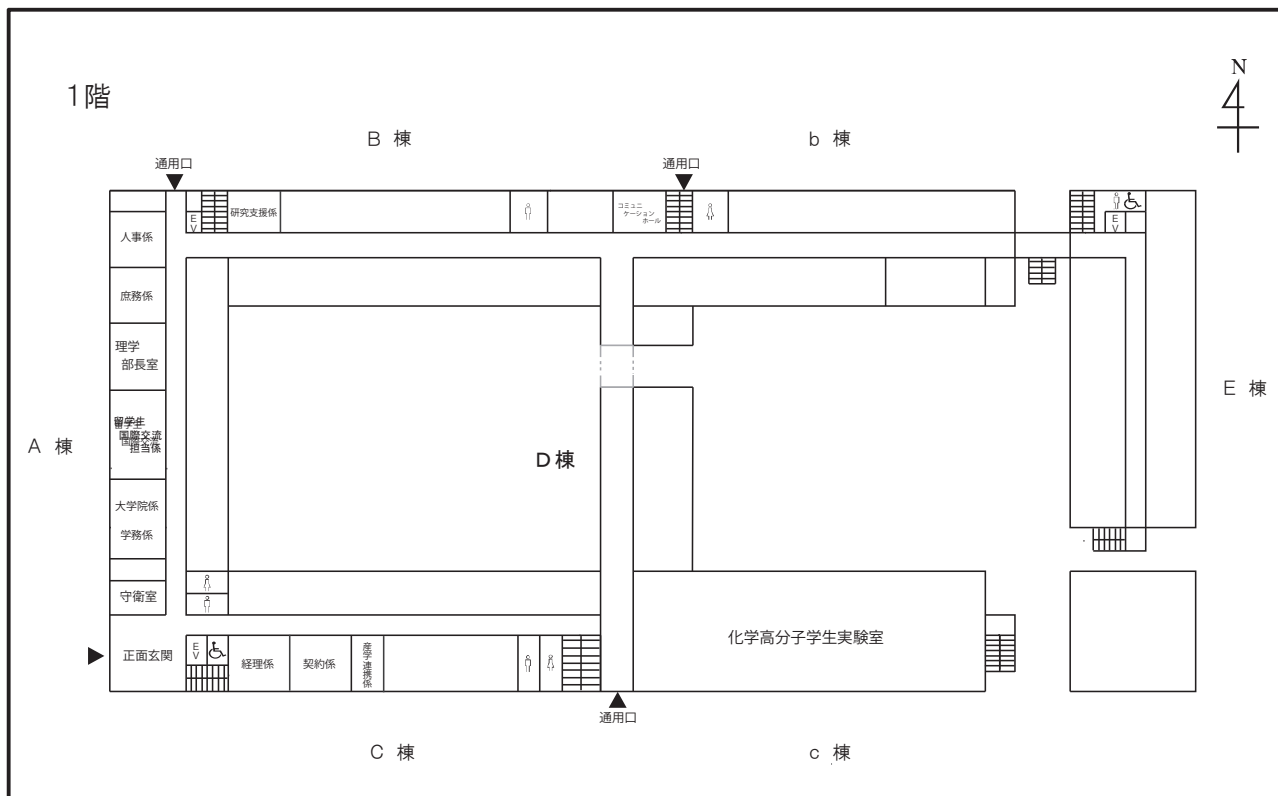 N
1階
B 棟
b 棟
通用口
通用口
EV
研究支援係
コミュニ
ケーション
ホール
EV
人事係
庶務係
理学
部長室
E 棟
留学生
国際交流
担当係
A 棟
D棟
大学院係
学務係
守衛室
正面玄関
EV
経理係
契約係
産学連携係
化学高分子学生実験室
通用口
C 棟
c 棟